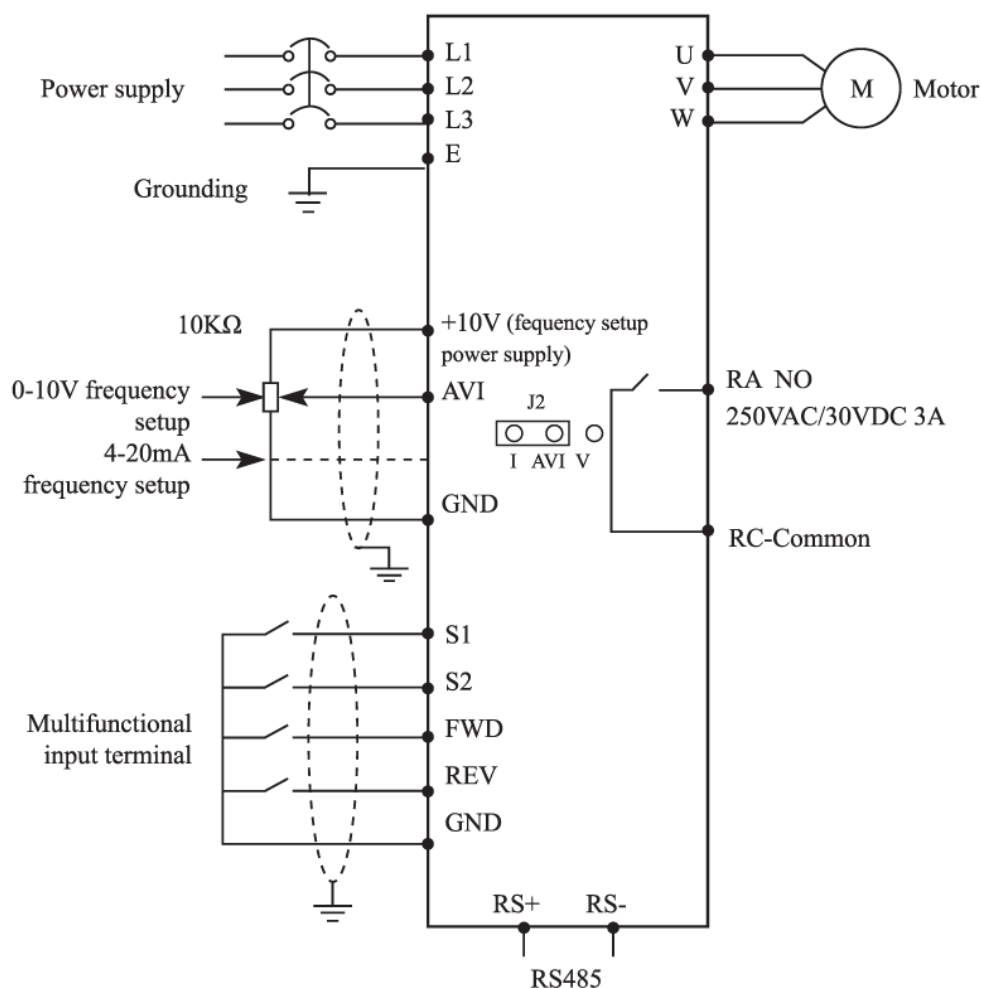 Power supply
L1
L2
L3
E
Grounding
U
V
W
M
Motor
10KΩ
+10V (fequency setup
power supply)
0-10V frequency
setup
AVI
4-20mA
frequency setup
GND
J2
I AVI V
RA NO
250VAC/30VDC 3A
RC-Common
Multifunctional
input terminal
S1
S2
FWD
REV
GND
RS+ RS-
RS485